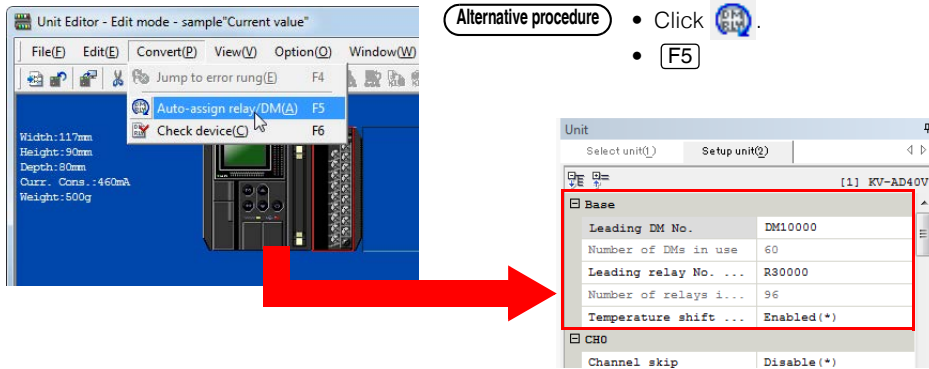 Unit Editor - Edit mode - sample"Current value"
File(F) Edit(E) Convert(P) View(V) Option(O) Window(W)
Jump to error rung(E) F4
Auto-assign relay/DM(A) F5
Check device(C) F6
Width:117mm
Height:90mm
Depth:80mm
Curr. Cons.:460mA
Weight:500g
Alternative procedure
• Click DM RLY .
• F5
Unit
Select unit(1) Setup unit(2)
[1] KV-AD40V
Base
Leading DM No. DM10000
Number of DMs in use 60
Leading relay No. ... R30000
Number of relays i... 96
Temperature shift ... Enabled(*)
CH0
Channel skip Disable(*)